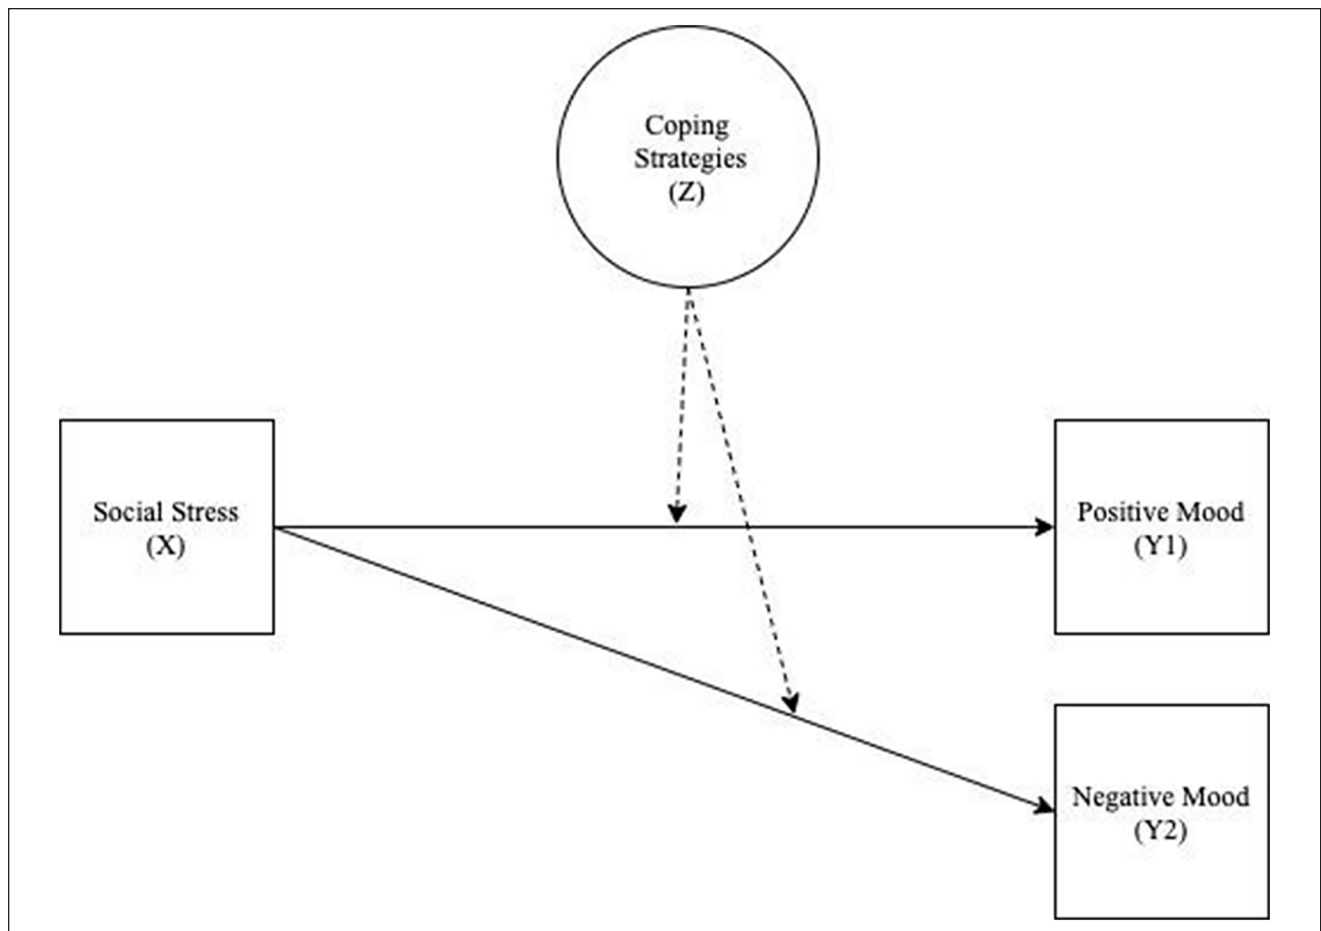 Coping
Strategies
(Z)
Social Stress
(X)
Positive Mood
(Y1)
Negative Mood
(Y2)